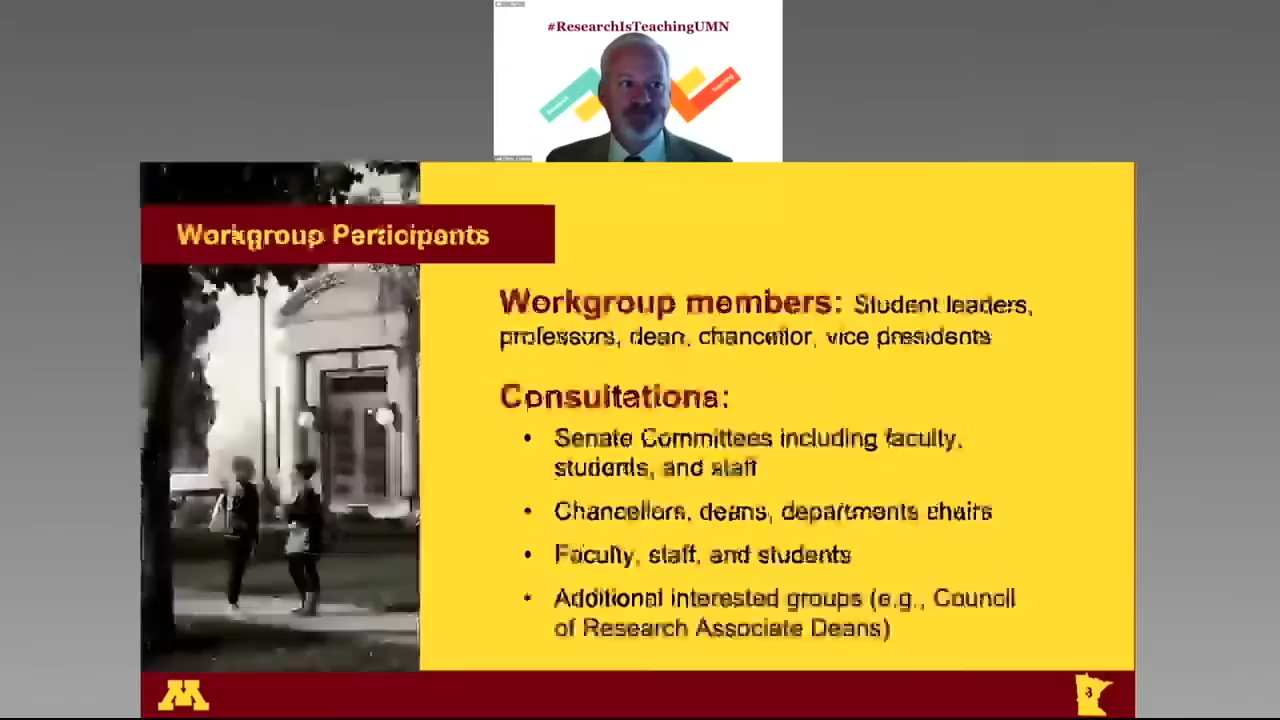 #ResearchIsTeachingUMN
Teaching
Workgroup Participants
Workgroup members: Student leaders,
professors, dean, chancellor, vice presidents
Consultations:
• Senate Committees including faculty,
students, and staff
• Chancellors, deans, departments chairs
• Faculty, staff, and students
• Additional interested groups (e.g., Council
of Research Associate Deans)
M
3